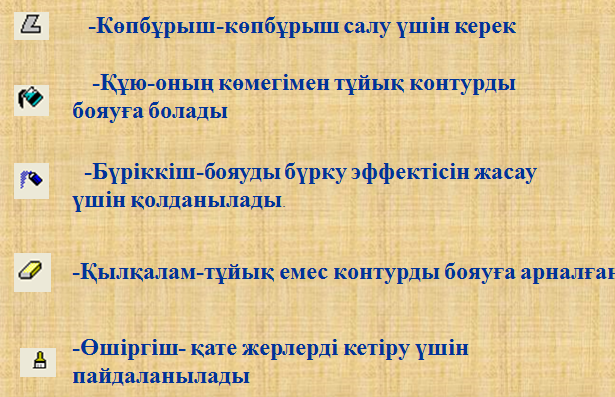 -Көпбұрыш-көпбұрыш салу үшін керек
-Құю-оның көмегімен тұйық контурды
бояуға болады
-Бүріккіш-бояуды бүрку эффектісін жасау
үшін қолданылады.
-Қылқалам-тұйық емес контурды бояуға арналған
-Өшіргіш- қате жерлерді кетіру үшін
пайдаланылады